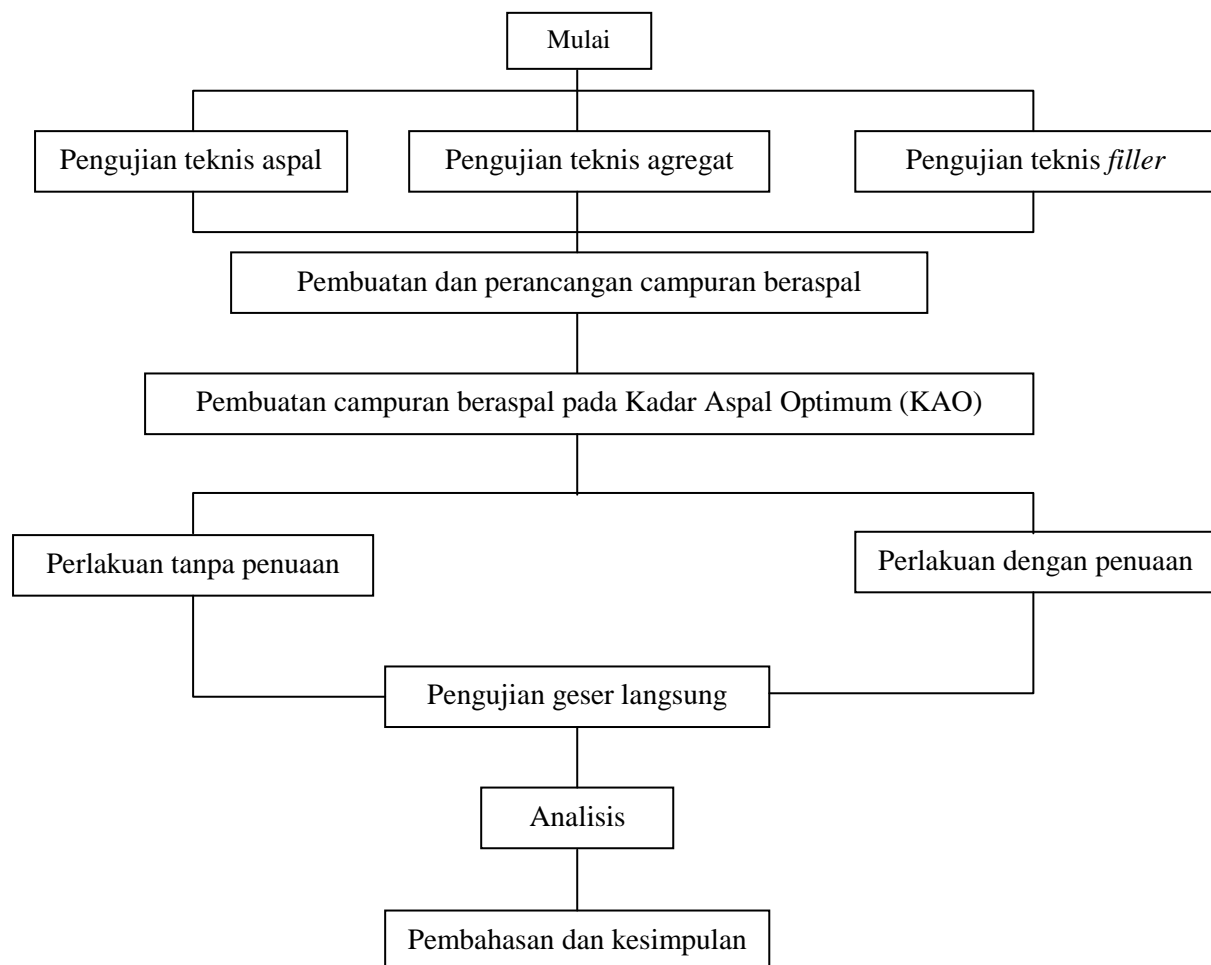 Mulai
Pengujian teknis aspal
Pengujian teknis agregat
Pengujian teknis filler
Pembuatan dan perancangan campuran beraspal
Pembuatan campuran beraspal pada Kadar Aspal Optimum (KAO)
Perlakuan tanpa penuaan
Perlakuan dengan penuaan
Pengujian geser langsung
Analisis
Pembahasan dan kesimpulan